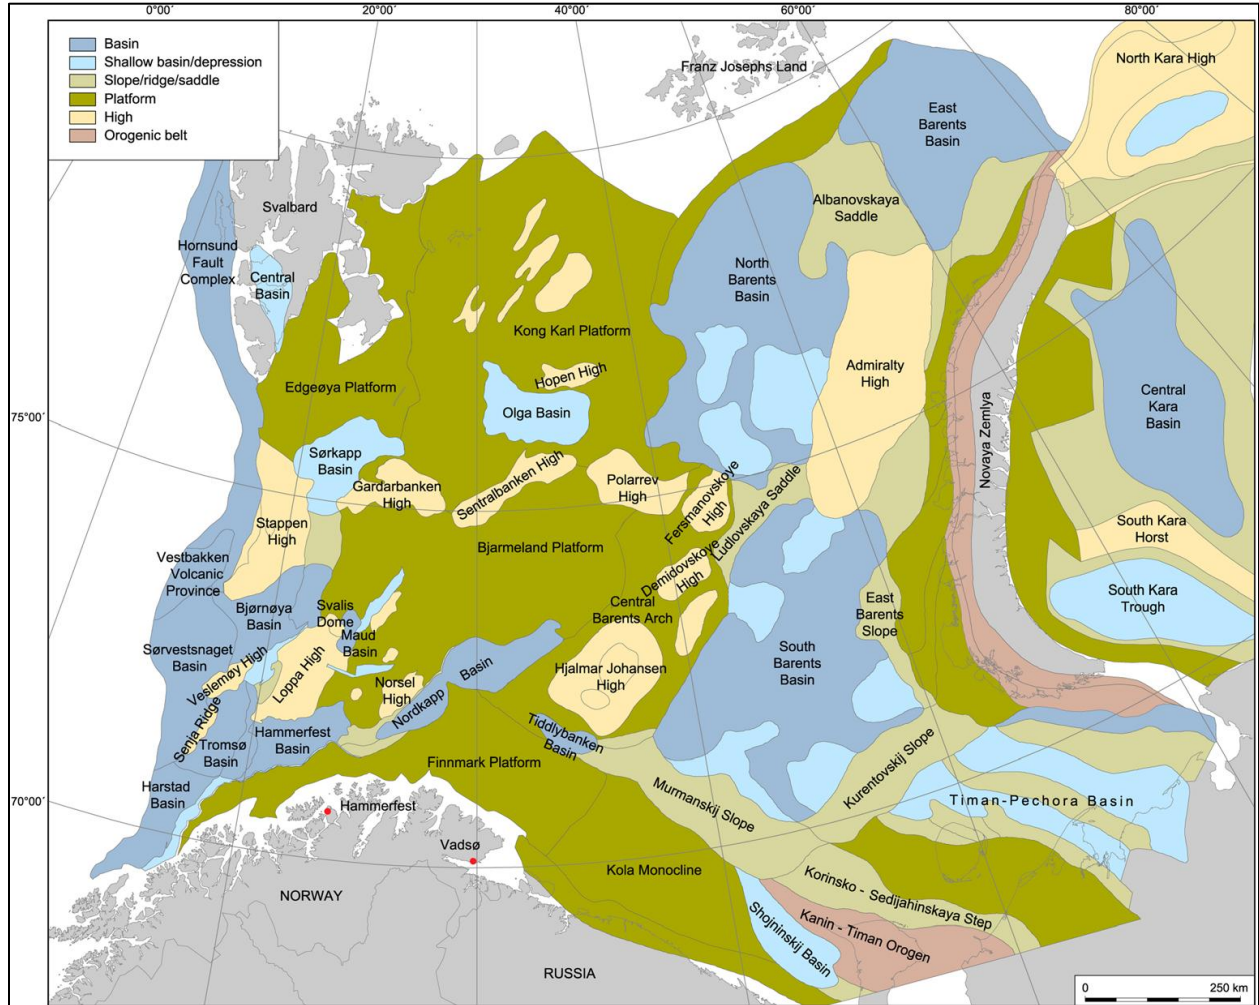 0°00´
20°00´
40°00´
60°00´
80°00´
Basin
Shallow basin/depression
Slope/ridge/saddle
Platform
High
Orogenic belt
Franz Josephs Land
North Kara High
East
Barents
Basin
Svalbard
Albanovskaya
Saddle
Hornsund
Fault
Complex
Central
Basin
North
Barents
Basin
Kong Karl Platform
Admiralty
High
Hopen High
Edgeøya Platform
Olga Basin
Central
Kara
Basin
75°00´
Novaya Zemlya
Sørkapp
Basin
Gardarbanken
High
Sentralbanken High
Polarrev
High
Fersmanovskoye
High
Ludlovskaya Saddle
Stappen
High
South Kara
Horst
Bjarmeland Platform
Vestbakken
Volcanic
Province
Demidovskoye
High
South Kara
Trough
Bjørnøya
Basin
Svalis
Dome
Maud
Basin
Central
Barents Arch
East
Barents
Slope
Sørvestsnaget
Basin
Veslemøy High
Loppa High
South
Barents
Basin
Hjalmar Johansen
High
Norsel
High
Nordkapp
Basin
Senja Ridge
Tromsø
Basin
Hammerfest
Basin
Tiddlybanken
Basin
Finnmark Platform
Kurentovskij Slope
Harstad
Basin
Murmanskij Slope
Timan-Pechora Basin
70°00´
Hammerfest
Vadsø
Kola Monocline
NORWAY
Korinsko - Sedijahinskaya Step
Shojninskij Basin
Kanin - Timan Orogen
RUSSIA
0
250 km